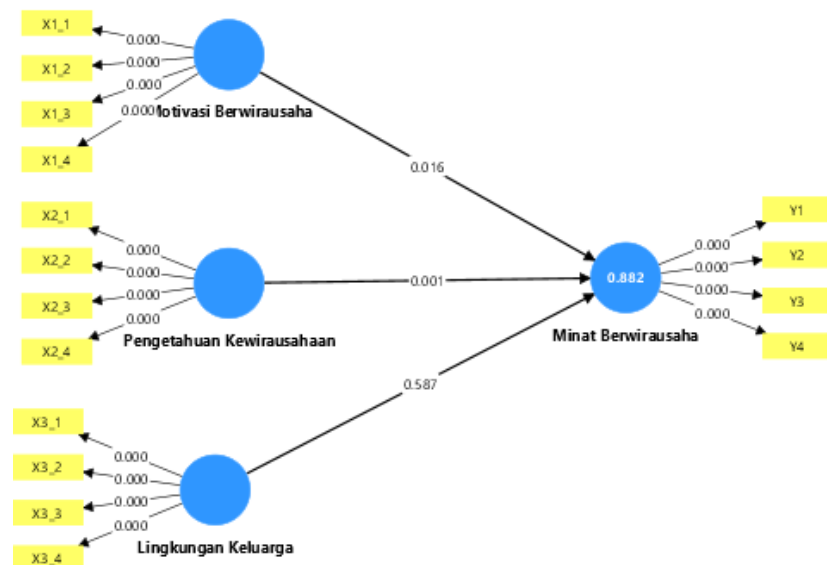 X1_1
0.000
X1_2
0.000
X1_3
0.000
X1_4
0.000
otivasi Berwirausaha
0.016
X2_1
0.000
X2_2
0.000
X2_3
0.000
X2_4
0.000
Pengetahuan Kewirausahaan
0.001
X3_1
0.000
X3_2
0.000
X3_3
0.000
X3_4
0.000
Lingkungan Keluarga
0.587
0.882
Minat Berwirausaha
Y1
0.000
Y2
0.000
Y3
0.000
Y4
0.000